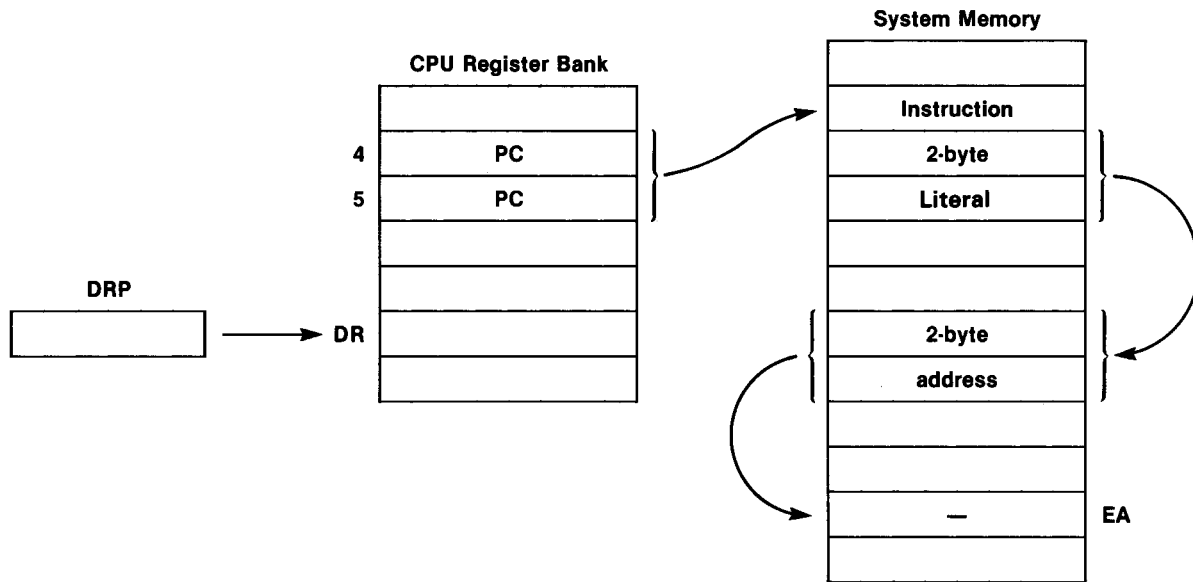 System Memory
CPU Register Bank
Instruction
4 PC 2-byte
5 PC Literal
DRP
DR 2-byte
address
— EA